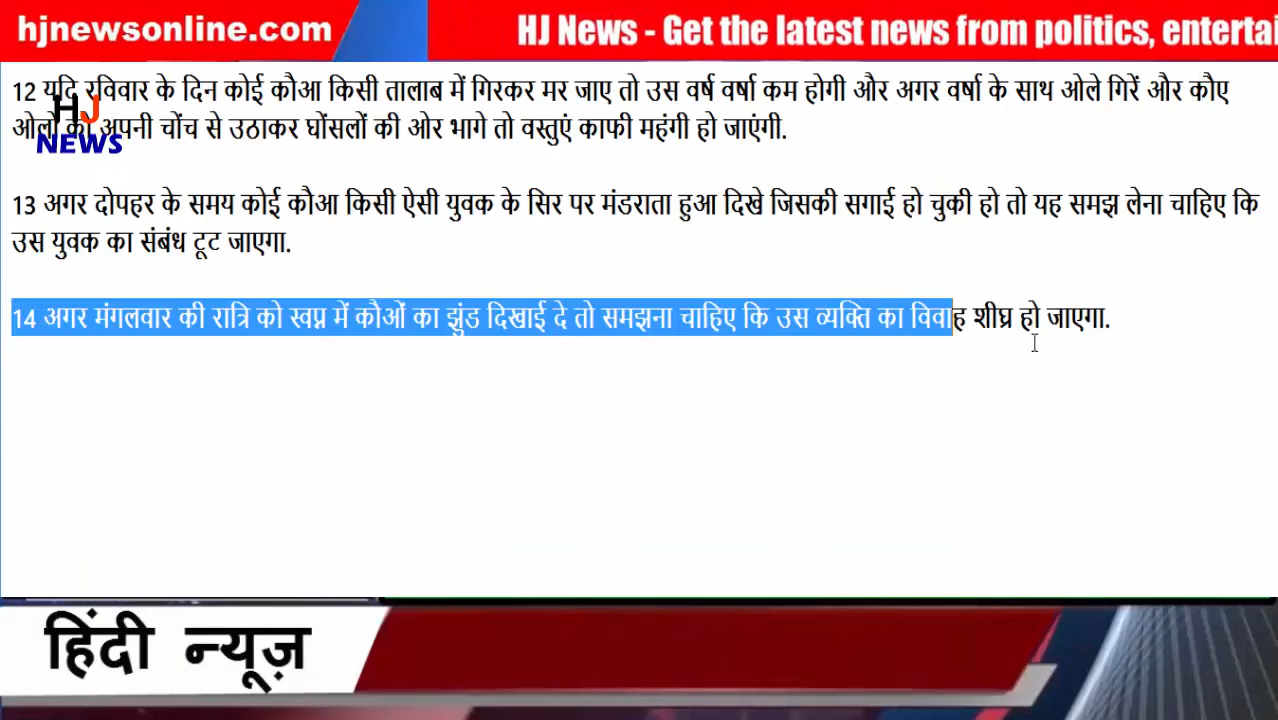 hjnewsonline.com
HJ News - Get the latest news from politics, entertai
12 यदि रविवार के दिन कोई कौआ किसी तालाब में गिरकर मर जाए तो उस वर्ष वर्षा कम होगी और अगर वर्षा के साथ ओले गिरें और कौए
ओलों को अपनी चोंच से उठाकर घोंसलों की ओर भागे तो वस्तुएं काफी महंगी हो जाएंगी.
HJ
NEWS
13 अगर दोपहर के समय कोई कौआ किसी ऐसी युवक के सिर पर मंडराता हुआ दिखे जिसकी सगाई हो चुकी हो तो यह समझ लेना चाहिए कि
उस युवक का संबंध टूट जाएगा.
14 अगर मंगलवार की रात्रि को स्वप्न में कौओं का झुंड दिखाई दे तो समझना चाहिए कि उस व्यक्ति का विवाह शीघ्र हो जाएगा.
हिंदी न्यूज़